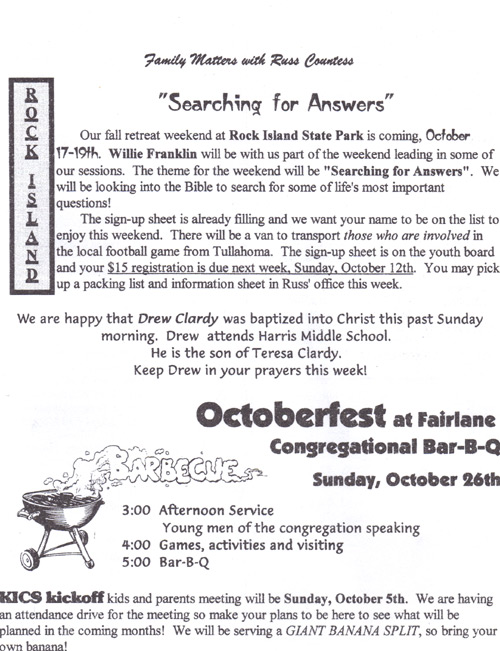 Family Matters with Russ Countess
ROCK ISLAND
"Searching for Answers"
Our fall retreat weekend at Rock Island State Park is coming, October
17-19th. Willie Franklin will be with us part of the weekend leading in some of
our sessions. The theme for the weekend will be "Searching for Answers". We
will be looking into the Bible to search for some of life's most important
questions!
The sign-up sheet is already filling and we want your name to be on the list to
enjoy this weekend. There will be a van to transport those who are involved in
the local football game from Tullahoma. The sign-up sheet is on the youth board
and your $15 registration is due next week, Sunday, October 12th. You may pick
up a packing list and information sheet in Russ' office this week.
We are happy that Drew Clardy was baptized into Christ this past Sunday
morning. Drew attends Harris Middle School.
He is the son of Teresa Clardy.
Keep Drew in your prayers this week!
Octoberfest at Fairlane
Congregational Bar-B-Q
Sunday, October 26th
BARBECUE
3:00 Afternoon Service
Young men of the congregation speaking
4:00 Games, activities and visiting
5:00 Bar-B-Q
KICS kickoff kids and parents meeting will be Sunday, October 5th. We are having
an attendance drive for the meeting so make your plans to be here to see what will be
planned in the coming months! We will be serving a GIANT BANANA SPLIT, so bring your
own banana!